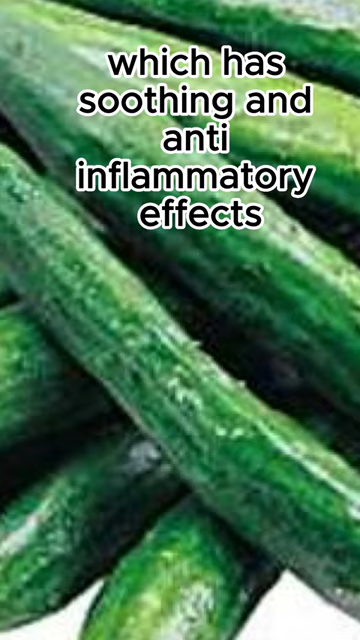 which has
soothing and
anti
inflammatory
effects